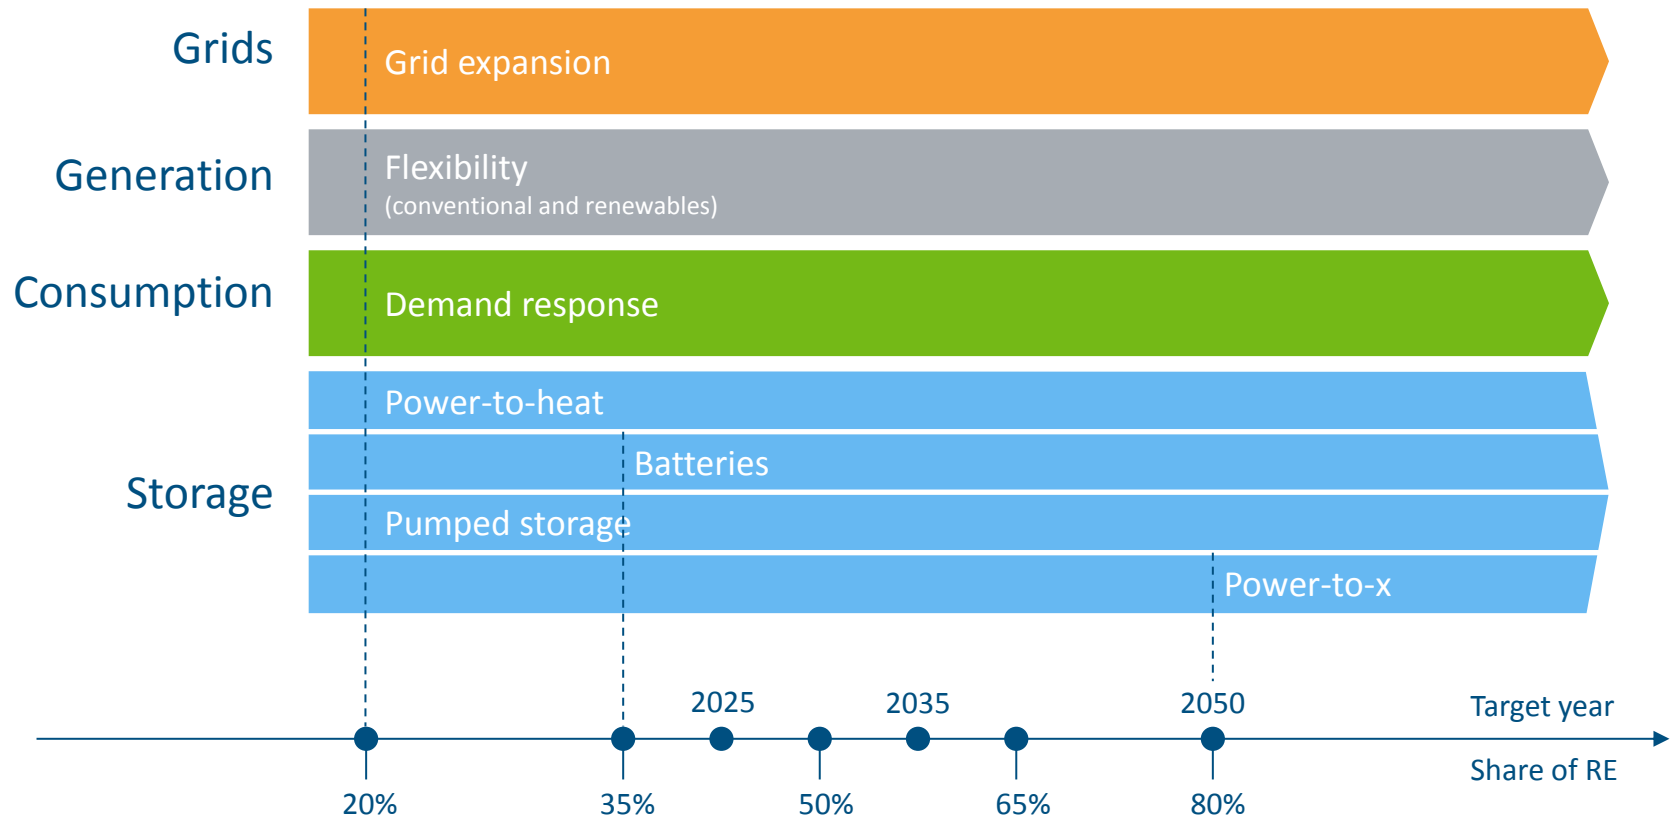 Grids
Grid expansion
Generation
Flexibility
(conventional and renewables)
Consumption
Demand response
Storage
Power-to-heat
Batteries
Pumped storage
Power-to-x
2025
2035
2050
Target year
Share of RE
20%
35%
50%
65%
80%